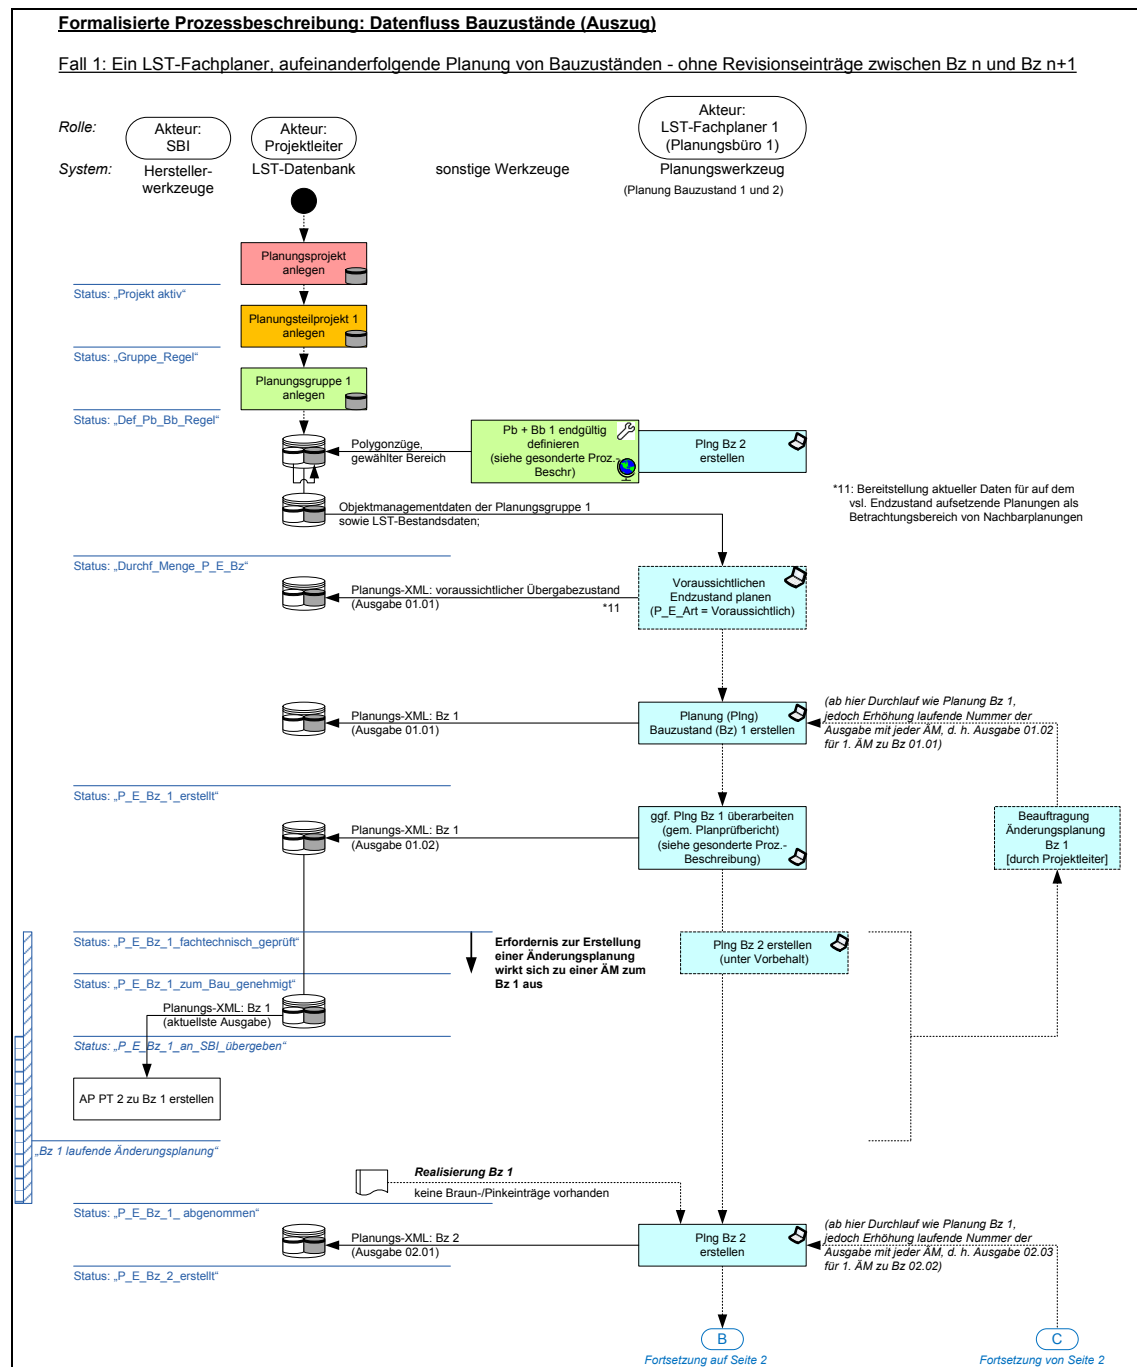 Formalisierte Prozessbeschreibung: Datenfluss Bauzustände (Auszug)
Fall 1: Ein LST-Fachplaner, aufeinanderfolgende Planung von Bauzuständen - ohne Revisionseinträge zwischen Bz n und Bz n+1
Rolle:
Akteur:
SBI
Akteur:
Projektleiter
Akteur:
LST-Fachplaner 1
(Planungsbüro 1)
System:
Hersteller-
werkzeuge
LST-Datenbank
sonstige Werkzeuge
Planungswerkzeug
(Planung Bauzustand 1 und 2)
Planungsprojekt
anlegen
Status: „Projekt aktiv“
Planungsteilprojekt 1
anlegen
Status: „Gruppe_Regel“
Planungsgruppe 1
anlegen
Status: „Def_Pb_Bb_Regel“
Polygonzüge,
gewählter Bereich
Pb + Bb 1 endgültig
definieren
(siehe gesonderte Proz.-
Beschr)
Plng Bz 2
erstellen
*11: Bereitstellung aktueller Daten für auf dem
vsl. Endzustand aufsetzende Planungen als
Betrachtungsbereich von Nachbarplanungen
Objektmanagementdaten der Planungsgruppe 1
sowie LST-Bestandsdaten;
Status: „Durchf_Menge_P_E_Bz“
Planungs-XML: voraussichtlicher Übergabezustand
(Ausgabe 01.01)
*11
Voraussichtlichen
Endzustand planen
(P_E_Art = Voraussichtlich)
Planungs-XML: Bz 1
(Ausgabe 01.01)
Planung (Plng)
Bauzustand (Bz) 1 erstellen
(ab hier Durchlauf wie Planung Bz 1,
jedoch Erhöhung laufende Nummer der
Ausgabe mit jeder ÄM, d. h. Ausgabe 01.02
für 1. ÄM zu Bz 01.01)
Status: „P_E_Bz_1_erstellt“
Planungs-XML: Bz 1
(Ausgabe 01.02)
ggf. Plng Bz 1 überarbeiten
(gem. Planprüfbericht)
(siehe gesonderte Proz.-
Beschreibung)
Beauftragung
Änderungsplanung
Bz 1
[durch Projektleiter]
Status: „P_E_Bz_1_fachtechnisch_geprüft“
Erfordernis zur Erstellung
einer Änderungsplanung
wirkt sich zu einer ÄM zum
Bz 1 aus
Plng Bz 2 erstellen
(unter Vorbehalt)
Status: „P_E_Bz_1_zum_Bau_genehmigt“
Planungs-XML: Bz 1
(aktuellste Ausgabe)
Status: „P_E_Bz_1_an_SBI_übergeben“
AP PT 2 zu Bz 1 erstellen
„Bz 1 laufende Änderungsplanung“
Realisierung Bz 1
keine Braun-/Pinkeinträge vorhanden
Status: „P_E_Bz_1_ abgenommen“
Planungs-XML: Bz 2
(Ausgabe 02.01)
Plng Bz 2
erstellen
(ab hier Durchlauf wie Planung Bz 1,
jedoch Erhöhung laufende Nummer der
Ausgabe mit jeder ÄM, d. h. Ausgabe 02.03
für 1. ÄM zu Bz 02.02)
Status: „P_E_Bz_2_erstellt“
B
C
Fortsetzung auf Seite 2
Fortsetzung von Seite 2